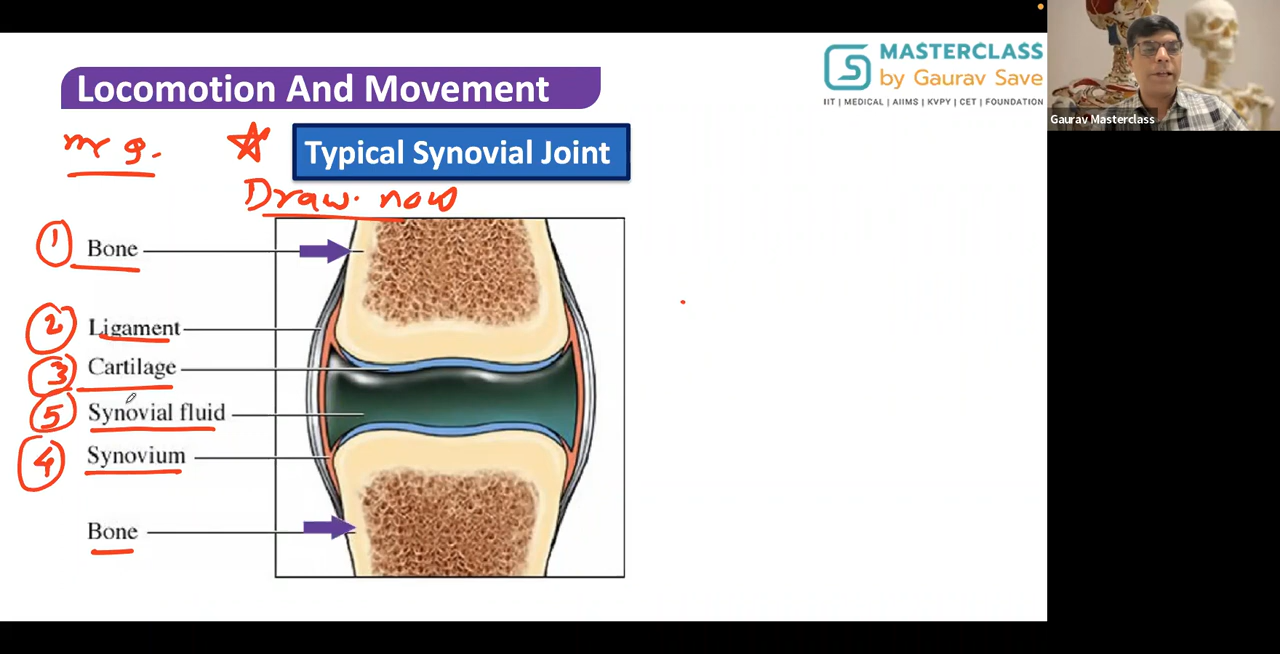 MASTERCLASS
by Gaurav Save
IIT | MEDICAL | AIIMS | KVPY | CET | FOUNDATION
Gaurav Masterclass
Locomotion And Movement
Typical Synovial Joint
Draw now
1 Bone
2 Ligament
3 Cartilage
5 Synovial fluid
4 Synovium
Bone